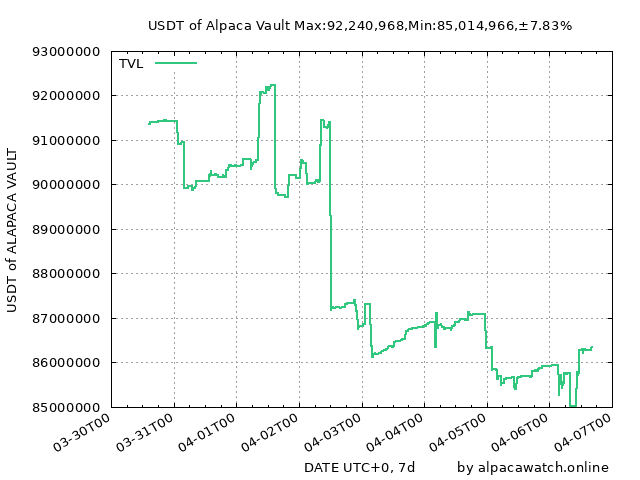 USDT of Alpaca Vault Max:92,240,968,Min:85,014,966,±7.83%
93000000
TVL
92000000
91000000
90000000
89000000
88000000
87000000
86000000
85000000
USDT of ALAPACA VAULT
03-30T00
03-31T00
04-01T00
04-02T00
04-03T00
04-04T00
04-05T00
04-06T00
04-07T00
DATE UTC+0, 7d
by alpacawatch.online